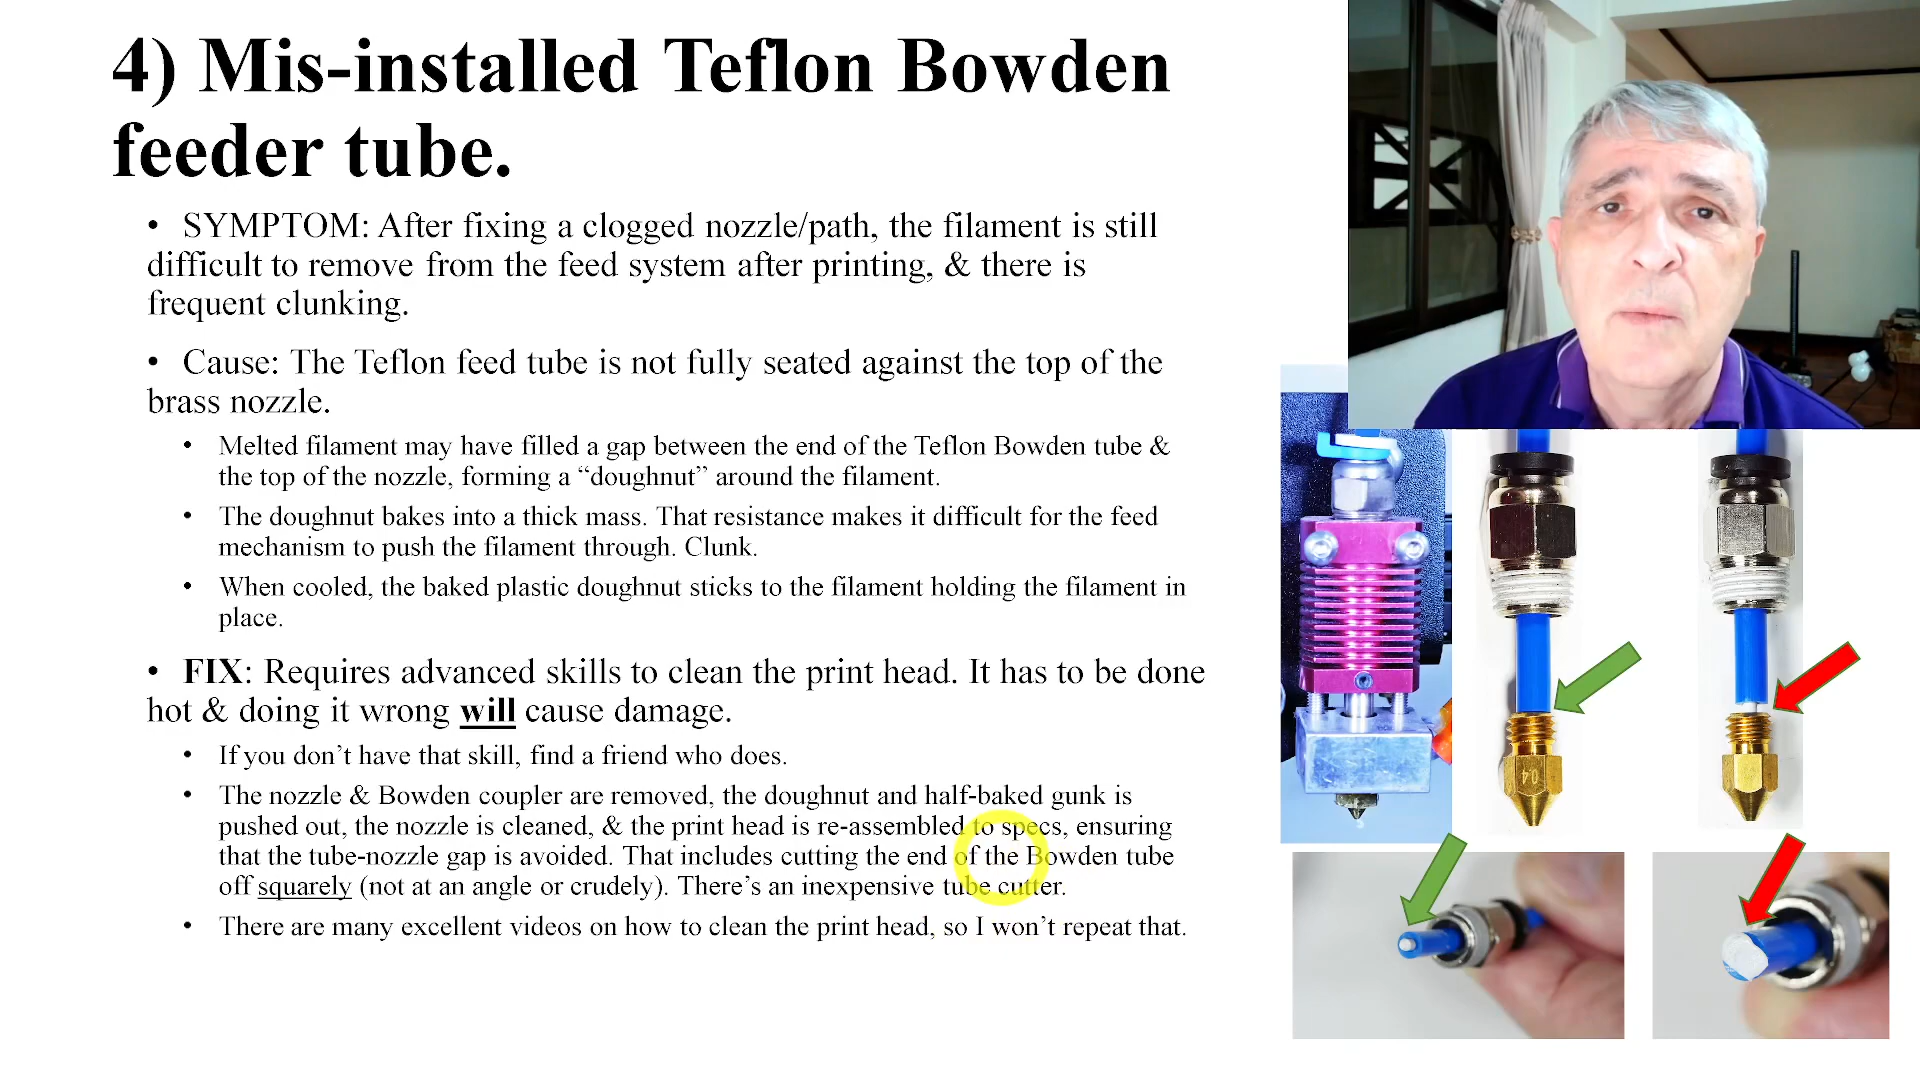 4) Mis-installed Teflon Bowden
feeder tube.
• SYMPTOM: After fixing a clogged nozzle/path, the filament is still
difficult to remove from the feed system after printing, & there is
frequent clunking.
• Cause: The Teflon feed tube is not fully seated against the top of the
brass nozzle.
• Melted filament may have filled a gap between the end of the Teflon Bowden tube &
the top of the nozzle, forming a “doughnut” around the filament.
• The doughnut bakes into a thick mass. That resistance makes it difficult for the feed
mechanism to push the filament through. Clunk.
• When cooled, the baked plastic doughnut sticks to the filament holding the filament in
place.
• FIX: Requires advanced skills to clean the print head. It has to be done
hot & doing it wrong will cause damage.
• If you don’t have that skill, find a friend who does.
• The nozzle & Bowden coupler are removed, the doughnut and half-baked gunk is
pushed out, the nozzle is cleaned, & the print head is re-assembled to specs, ensuring
that the tube-nozzle gap is avoided. That includes cutting the end of the Bowden tube
off squarely (not at an angle or crudely). There’s an inexpensive tube cutter.
• There are many excellent videos on how to clean the print head, so I won’t repeat that.
04